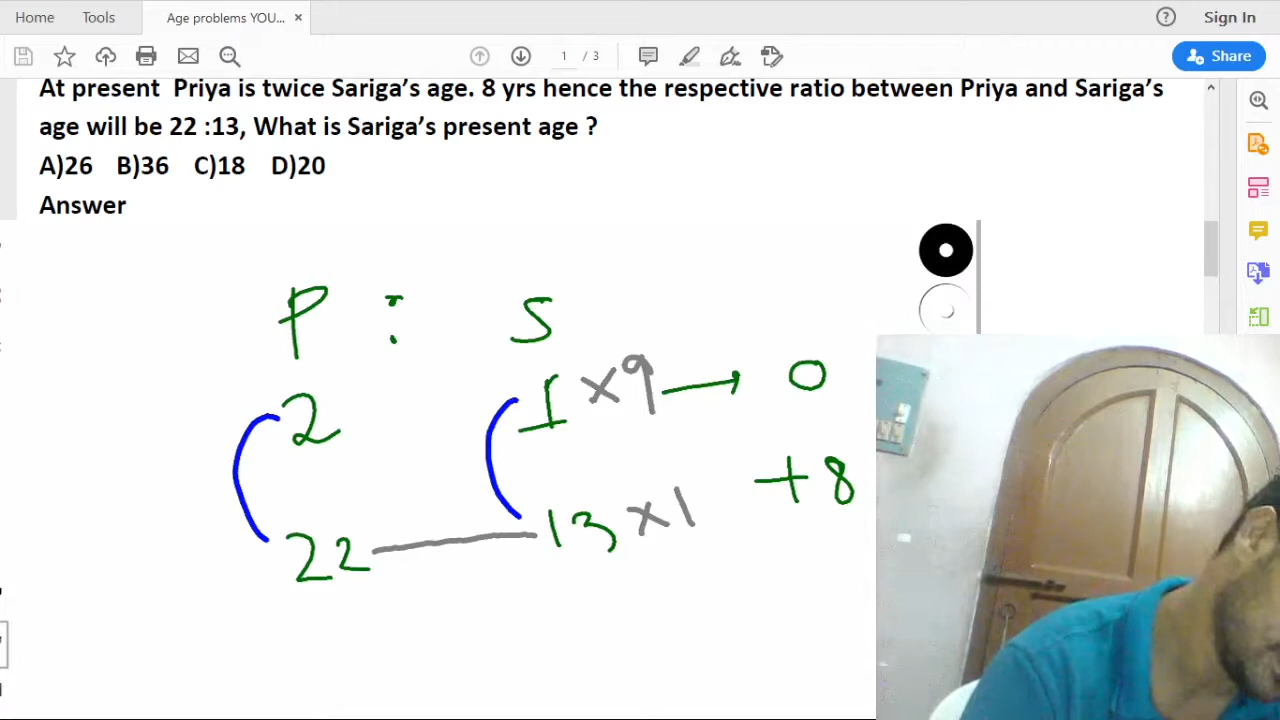 Home Tools Age problems YOU... × ? Sign In
1 / 3 Share
At present Priya is twice Sariga’s age. 8 yrs hence the respective ratio between Priya and Sariga’s
age will be 22 :13, What is Sariga’s present age ?
A)26 B)36 C)18 D)20
Answer
P : S
2 1 ×9 → 0
+8
22 13 ×1